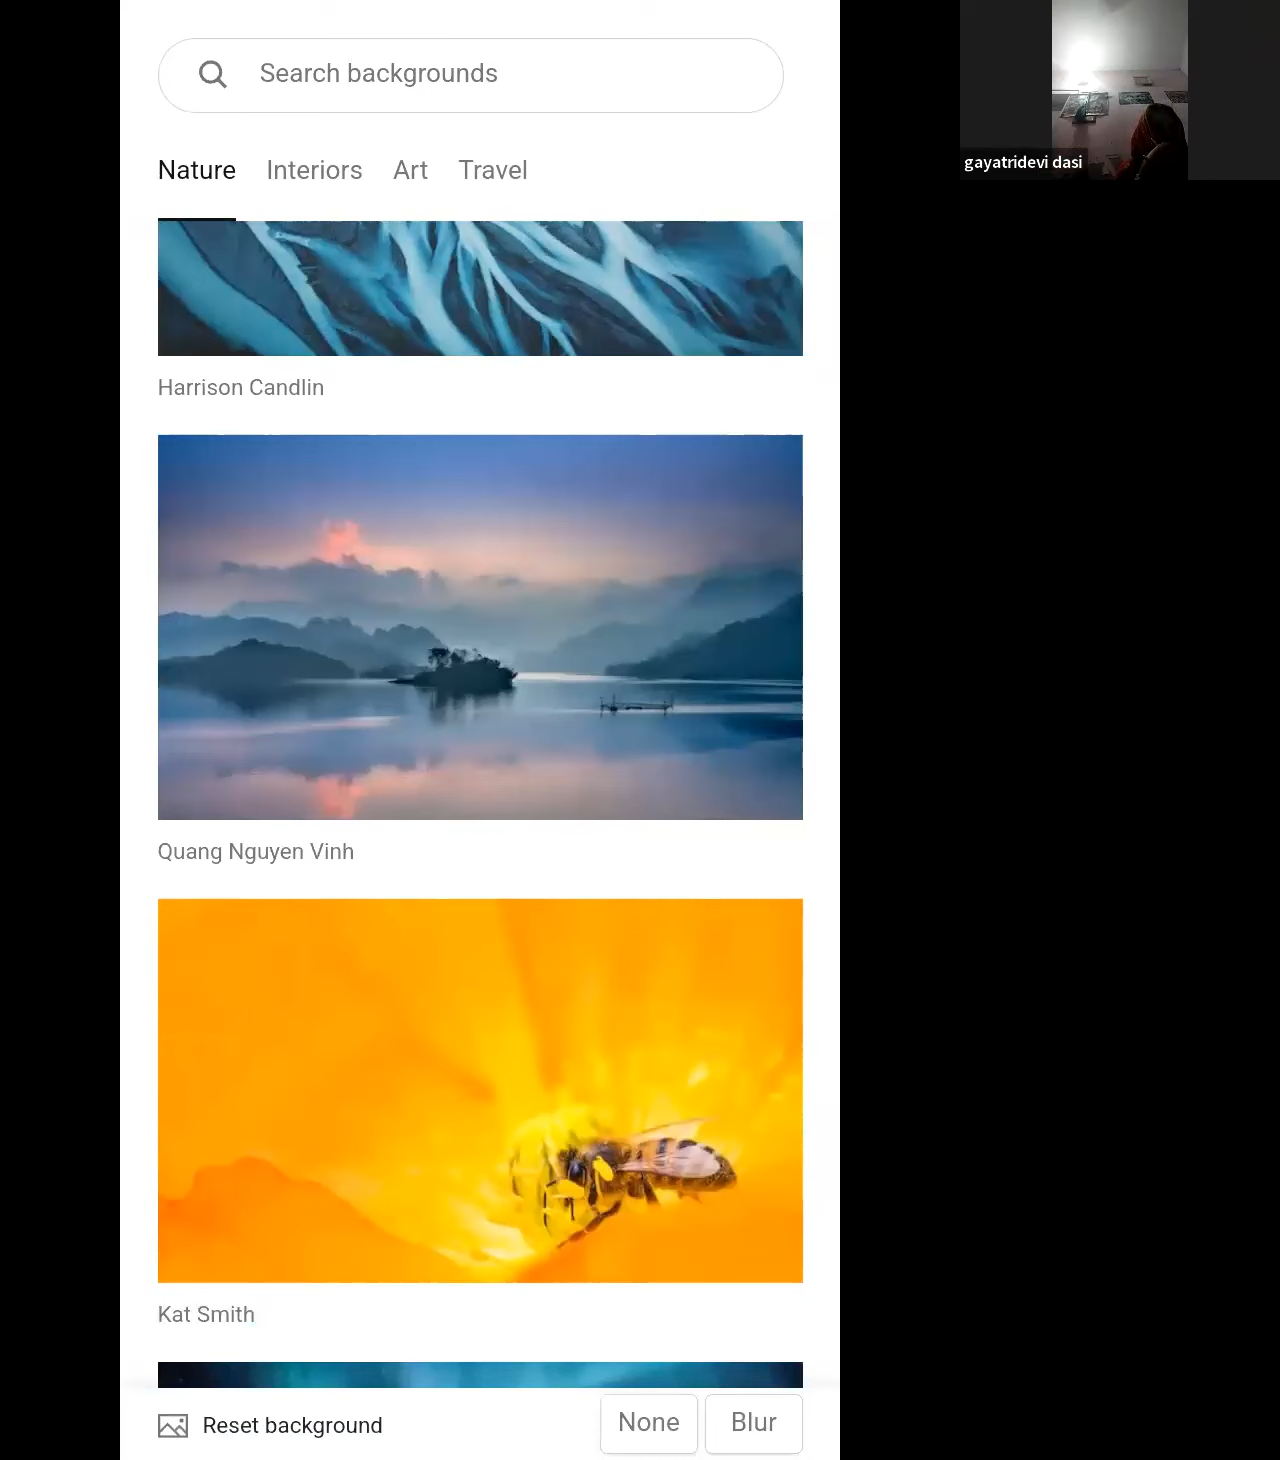 Search backgrounds
Nature Interiors Art Travel
Harrison Candlin
Quang Nguyen Vinh
Kat Smith
Reset background None Blur
gayatridevi dasi